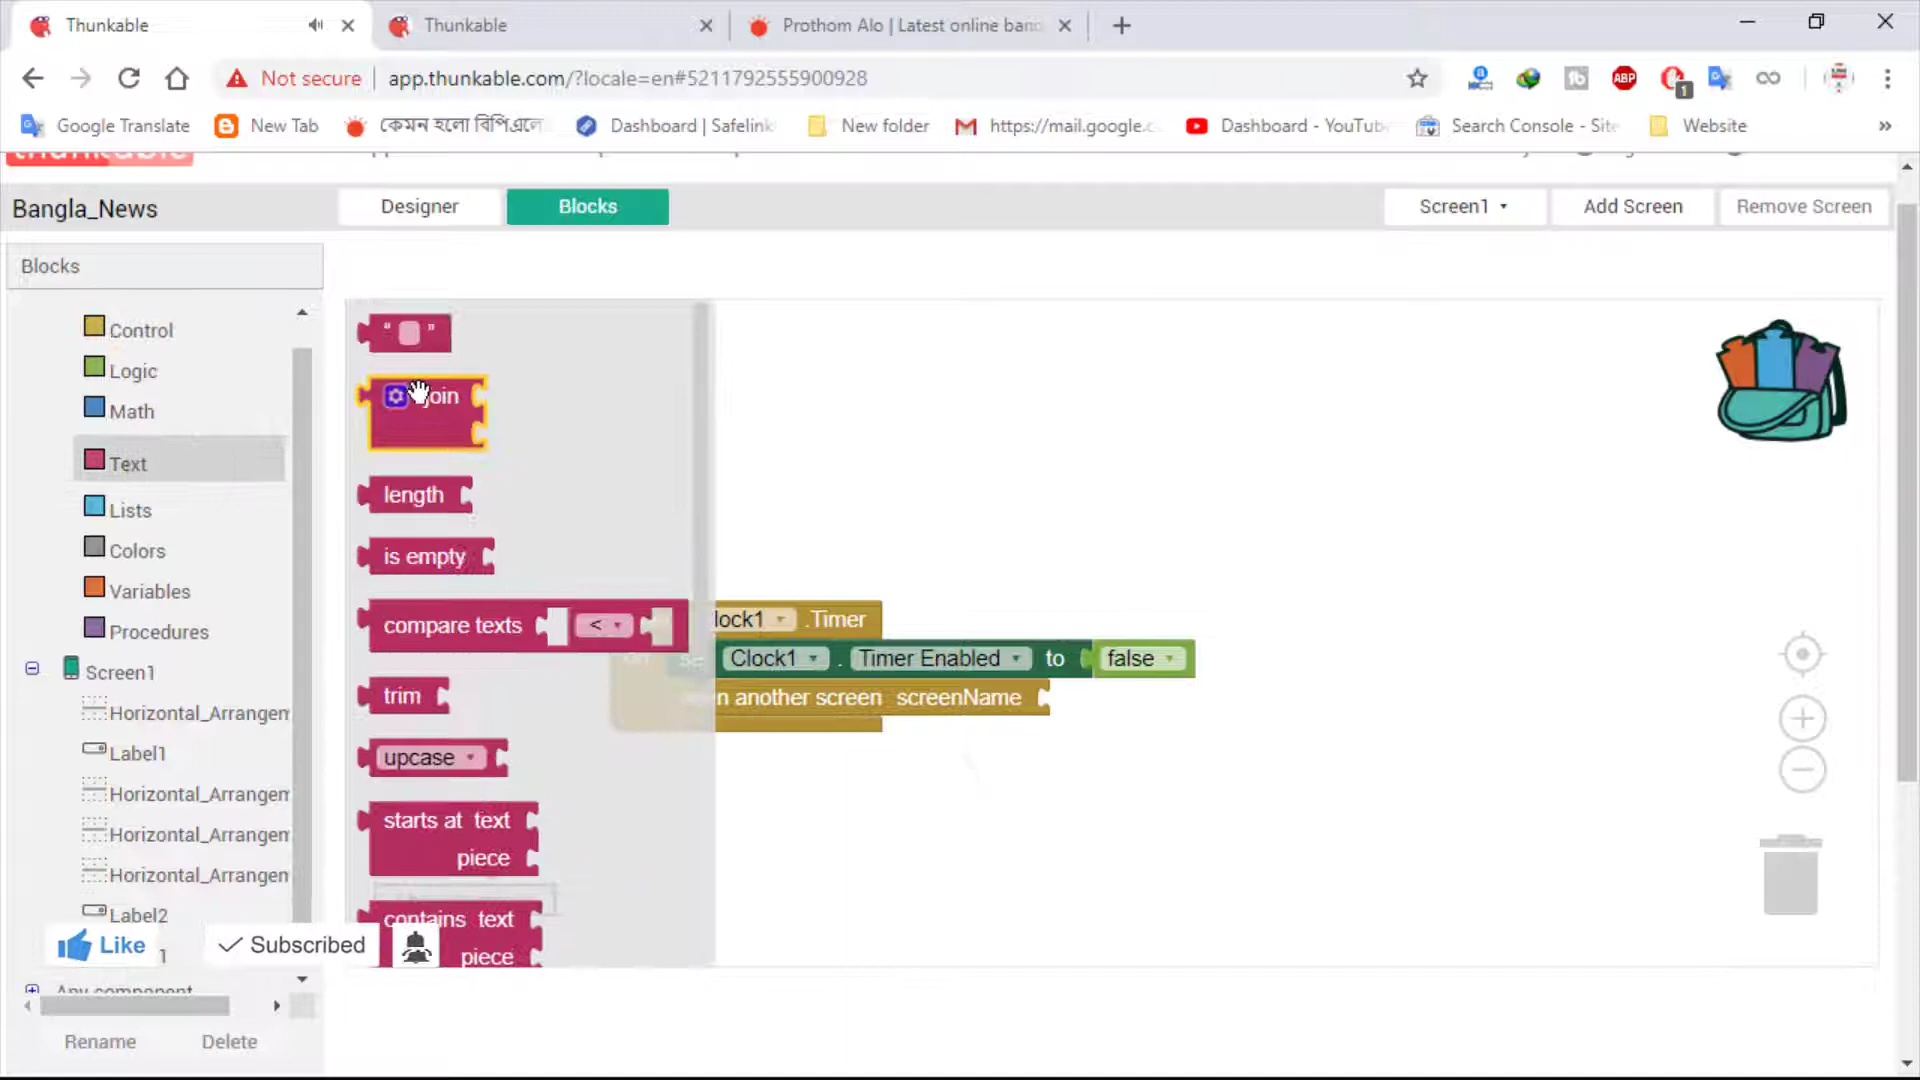 Thunkable
Thunkable
Prothom Alo | Latest online bang
Not secure
app.thunkable.com/?locale=en#5211792555900928
ABP
1
Google Translate
New Tab
কেমন হলো বিপিএলে
Dashboard | Safelink
New folder
https://mail.google.c
Dashboard - YouTub
Search Console - Site
Website
Bangla_News
Designer
Blocks
Screen1
Add Screen
Remove Screen
Blocks
Control
Logic
Math
Text
Lists
Colors
Variables
Procedures
Screen1
Horizontal_Arrangem
Label1
Horizontal_Arrangem
Horizontal_Arrangem
Horizontal_Arrangem
Label2
1
Any component
Rename
Delete
“ ”
join
length
is empty
compare texts <
trim
upcase
starts at text
piece
contains text
piece
lock1 .Timer
Clock1 . Timer Enabled to false
n another screen screenName
Like
Subscribed